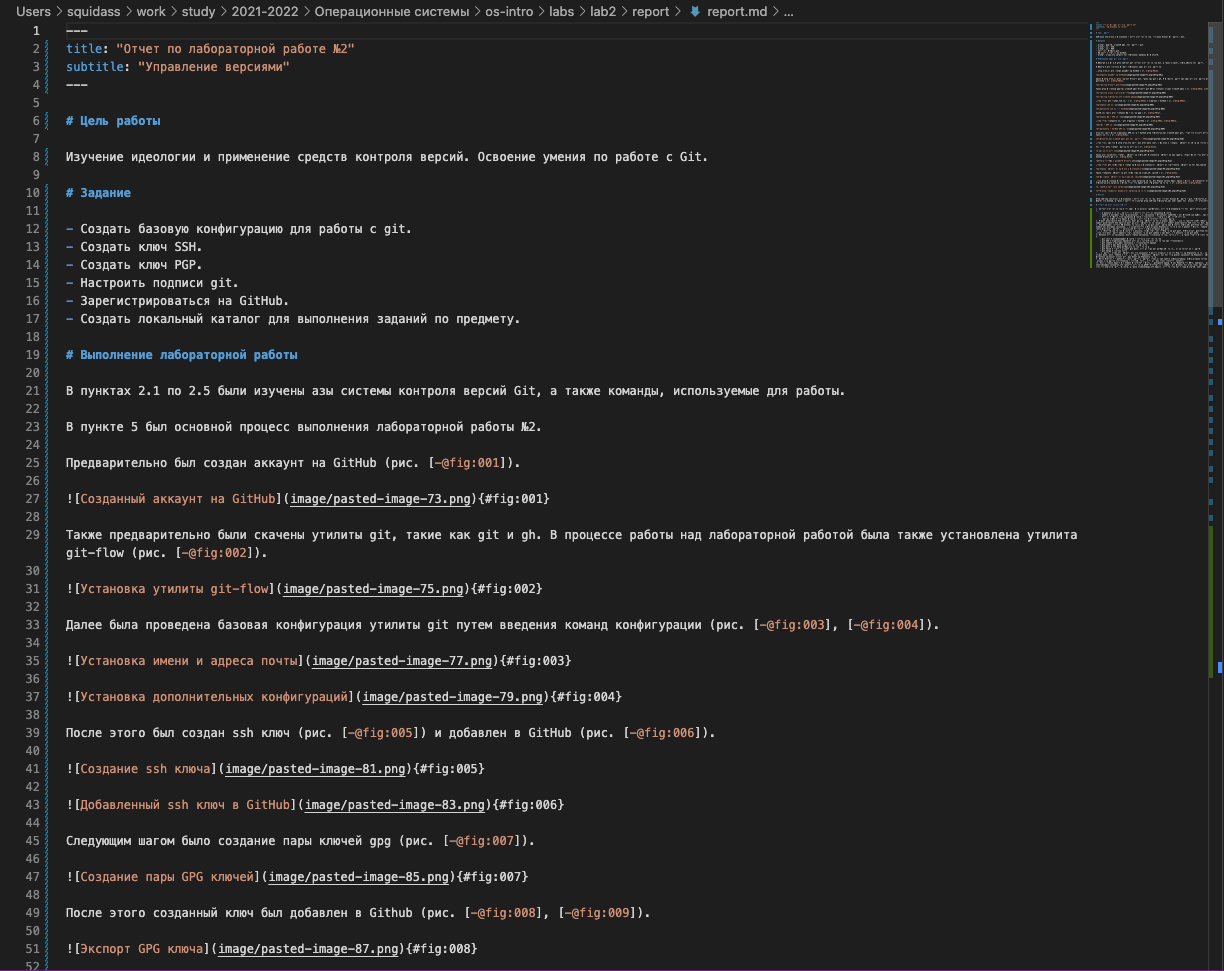 Users > squidass > work > study > 2021-2022 > Операционные системы > os-intro > labs > lab2 > report > report.md > ...
1 ---
2 title: "Отчет по лабораторной работе №2"
3 subtitle: "Управление версиями"
4 ---
5
6 # Цель работы
7
8 Изучение идеологии и применение средств контроля версий. Освоение умения по работе с Git.
9
10 # Задание
11
12 - Создать базовую конфигурацию для работы с git.
13 - Создать ключ SSH.
14 - Создать ключ PGP.
15 - Настроить подписи git.
16 - Зарегистрироваться на GitHub.
17 - Создать локальный каталог для выполнения заданий по предмету.
18
19 # Выполнение лабораторной работы
20
21 В пунктах 2.1 по 2.5 были изучены азы системы контроля версий Git, а также команды, используемые для работы.
22
23 В пункте 5 был основной процесс выполнения лабораторной работы №2.
24
25 Предварительно был создан аккаунт на GitHub (рис. [-@fig:001]).
26
27 ![Созданный аккаунт на GitHub](image/pasted-image-73.png){#fig:001}
28
29 Также предварительно были скачены утилиты git, такие как git и gh. В процессе работы над лабораторной работой была также установлена утилита
git-flow (рис. [-@fig:002]).
30
31 ![Установка утилиты git-flow](image/pasted-image-75.png){#fig:002}
32
33 Далее была проведена базовая конфигурация утилиты git путем введения команд конфигурации (рис. [-@fig:003], [-@fig:004]).
34
35 ![Установка имени и адреса почты](image/pasted-image-77.png){#fig:003}
36
37 ![Установка дополнительных конфигураций](image/pasted-image-79.png){#fig:004}
38
39 После этого был создан ssh ключ (рис. [-@fig:005]) и добавлен в GitHub (рис. [-@fig:006]).
40
41 ![Создание ssh ключа](image/pasted-image-81.png){#fig:005}
42
43 ![Добавленный ssh ключ в GitHub](image/pasted-image-83.png){#fig:006}
44
45 Следующим шагом было создание пары ключей gpg (рис. [-@fig:007]).
46
47 ![Создание пары GPG ключей](image/pasted-image-85.png){#fig:007}
48
49 После этого созданный ключ был добавлен в Github (рис. [-@fig:008], [-@fig:009]).
50
51 ![Экспорт GPG ключа](image/pasted-image-87.png){#fig:008}
52